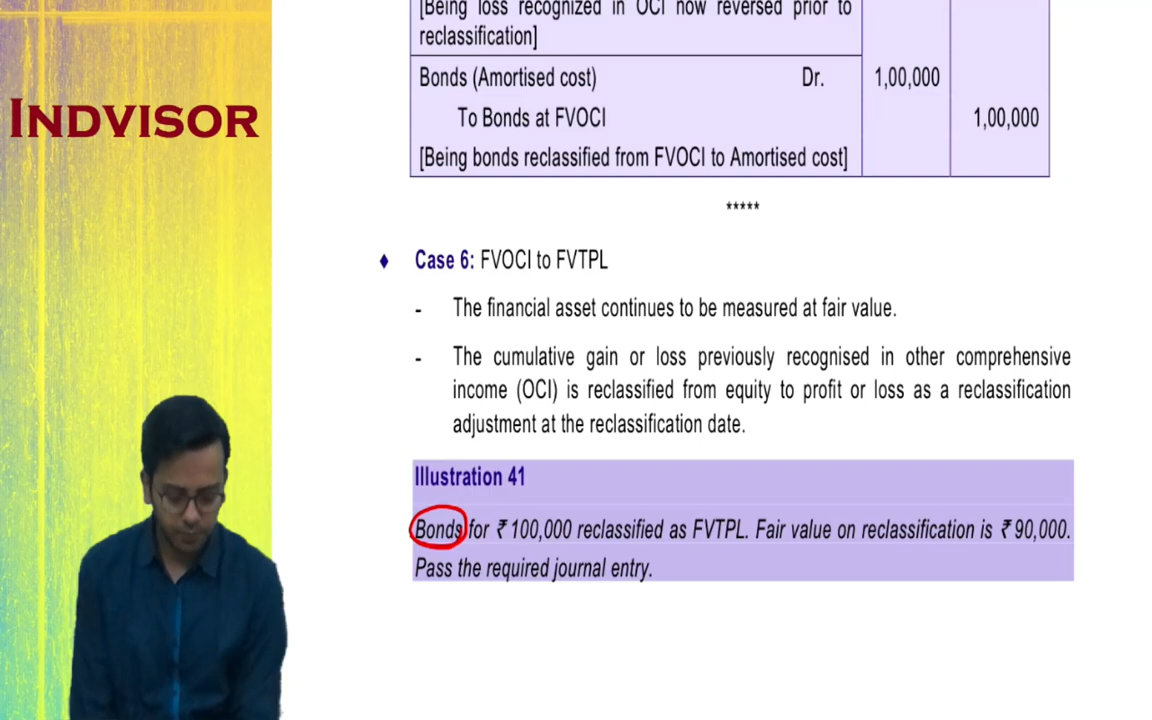 [Being loss recognized in OCI now reversed prior to
reclassification]
Bonds (Amortised cost) Dr. 1,00,000
To Bonds at FVOCI 1,00,000
[Being bonds reclassified from FVOCI to Amortised cost]
INDVISOR
*****
♦ Case 6: FVOCI to FVTPL
- The financial asset continues to be measured at fair value.
- The cumulative gain or loss previously recognised in other comprehensive
income (OCI) is reclassified from equity to profit or loss as a reclassification
adjustment at the reclassification date.
Illustration 41
Bonds for ₹ 100,000 reclassified as FVTPL. Fair value on reclassification is ₹ 90,000.
Pass the required journal entry.